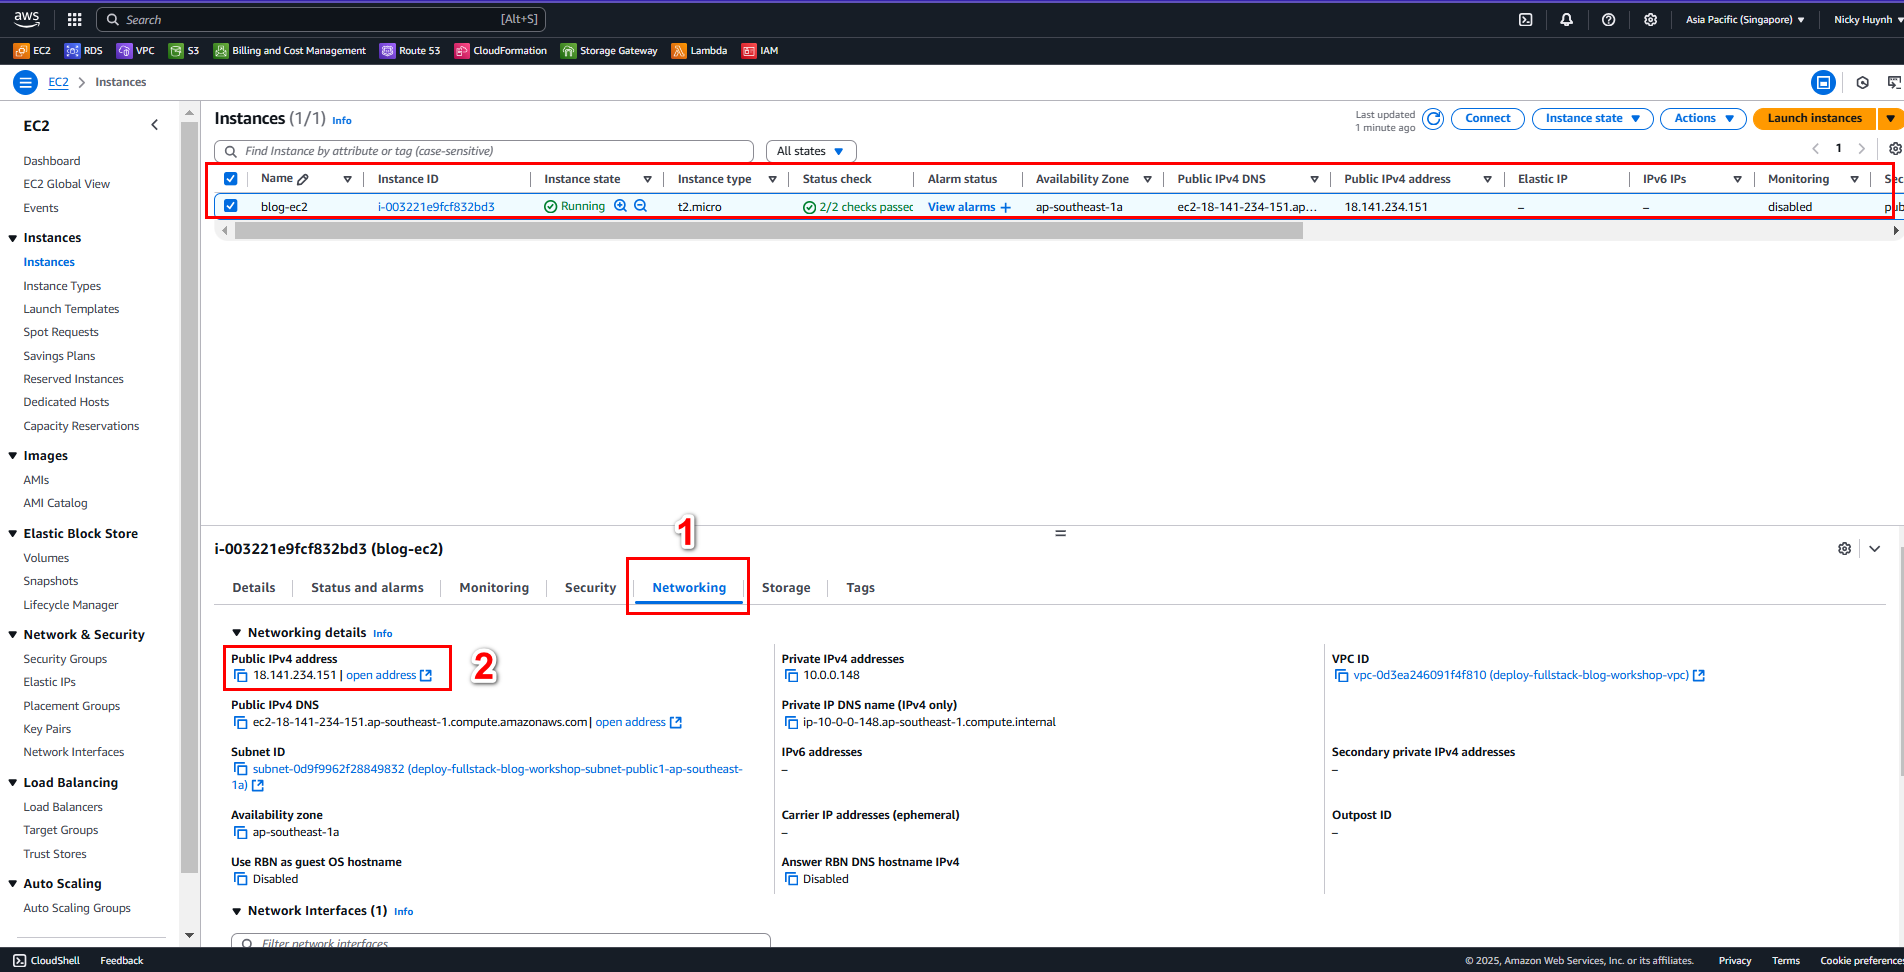 aws
Search [Alt+S]
Asia Pacific (Singapore) Nicky Huynh
EC2 RDS VPC S3 Billing and Cost Management Route 53 CloudFormation Storage Gateway Lambda IAM
EC2 > Instances
EC2
Dashboard
EC2 Global View
Events
Instances
Instances
Instance Types
Launch Templates
Spot Requests
Savings Plans
Reserved Instances
Dedicated Hosts
Capacity Reservations
Images
AMIs
AMI Catalog
Elastic Block Store
Volumes
Snapshots
Lifecycle Manager
Network & Security
Security Groups
Elastic IPs
Placement Groups
Key Pairs
Network Interfaces
Load Balancing
Load Balancers
Target Groups
Trust Stores
Auto Scaling
Auto Scaling Groups
Instances (1/1) Info
Last updated
1 minute ago
Connect Instance state Actions Launch instances
Find Instance by attribute or tag (case-sensitive) All states
1
Name Instance ID Instance state Instance type Status check Alarm status Availability Zone Public IPv4 DNS Public IPv4 address Elastic IP IPv6 IPs Monitoring Sec
blog-ec2 i-003221e9fcf832bd3 Running t2.micro 2/2 checks passec View alarms + ap-southeast-1a ec2-18-141-234-151.ap... 18.141.234.151 – – disabled pub
1
i-003221e9fcf832bd3 (blog-ec2)
Details Status and alarms Monitoring Security Networking Storage Tags
Networking details Info
2
Public IPv4 address
18.141.234.151 | open address
Private IPv4 addresses
10.0.0.148
VPC ID
vpc-0d3ea246091f4f810 (deploy-fullstack-blog-workshop-vpc)
Public IPv4 DNS
ec2-18-141-234-151.ap-southeast-1.compute.amazonaws.com | open address
Private IP DNS name (IPv4 only)
ip-10-0-0-148.ap-southeast-1.compute.internal
Subnet ID
subnet-0d9f9962f28849832 (deploy-fullstack-blog-workshop-subnet-public1-ap-southeast-
1a)
IPv6 addresses
–
Secondary private IPv4 addresses
–
Availability zone
ap-southeast-1a
Carrier IP addresses (ephemeral)
–
Outpost ID
–
Use RBN as guest OS hostname
Disabled
Answer RBN DNS hostname IPv4
Disabled
Network Interfaces (1) Info
Filter network interfaces
CloudShell Feedback
© 2025, Amazon Web Services, Inc. or its affiliates. Privacy Terms Cookie preference